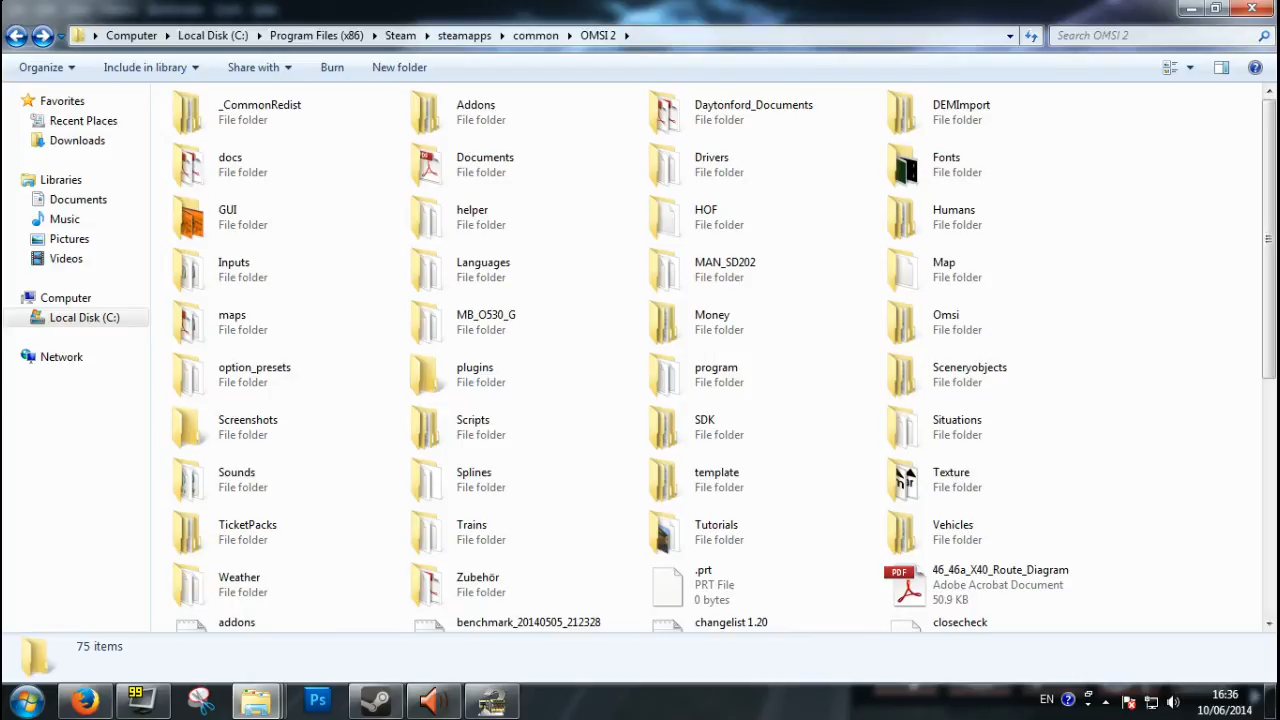 Computer Local Disk (C:) Program Files (x86) Steam steamapps common OMSI 2
Search OMSI 2
Organize Include in library Share with Burn New folder
Favorites
Recent Places
Downloads
Libraries
Documents
Music
Pictures
Videos
Computer
Local Disk (C:)
Network
_CommonRedist
File folder
Addons
File folder
Daytonford_Documents
File folder
DEMImport
File folder
docs
File folder
Documents
File folder
Drivers
File folder
Fonts
File folder
GUI
File folder
helper
File folder
HOF
File folder
Humans
File folder
Inputs
File folder
Languages
File folder
MAN_SD202
File folder
Map
File folder
maps
File folder
MB_O530_G
File folder
Money
File folder
Omsi
File folder
option_presets
File folder
plugins
File folder
program
File folder
Sceneryobjects
File folder
Screenshots
File folder
Scripts
File folder
SDK
File folder
Situations
File folder
Sounds
File folder
Splines
File folder
template
File folder
Texture
File folder
TicketPacks
File folder
Trains
File folder
Tutorials
File folder
Vehicles
File folder
Weather
File folder
Zubehör
File folder
.prt
PRT File
0 bytes
PDF
46_46a_X40_Route_Diagram
Adobe Acrobat Document
50.9 KB
addons
benchmark_20140505_212328
changelist 1.20
closecheck
75 items
99
Ps
EN
16:36
10/06/2014